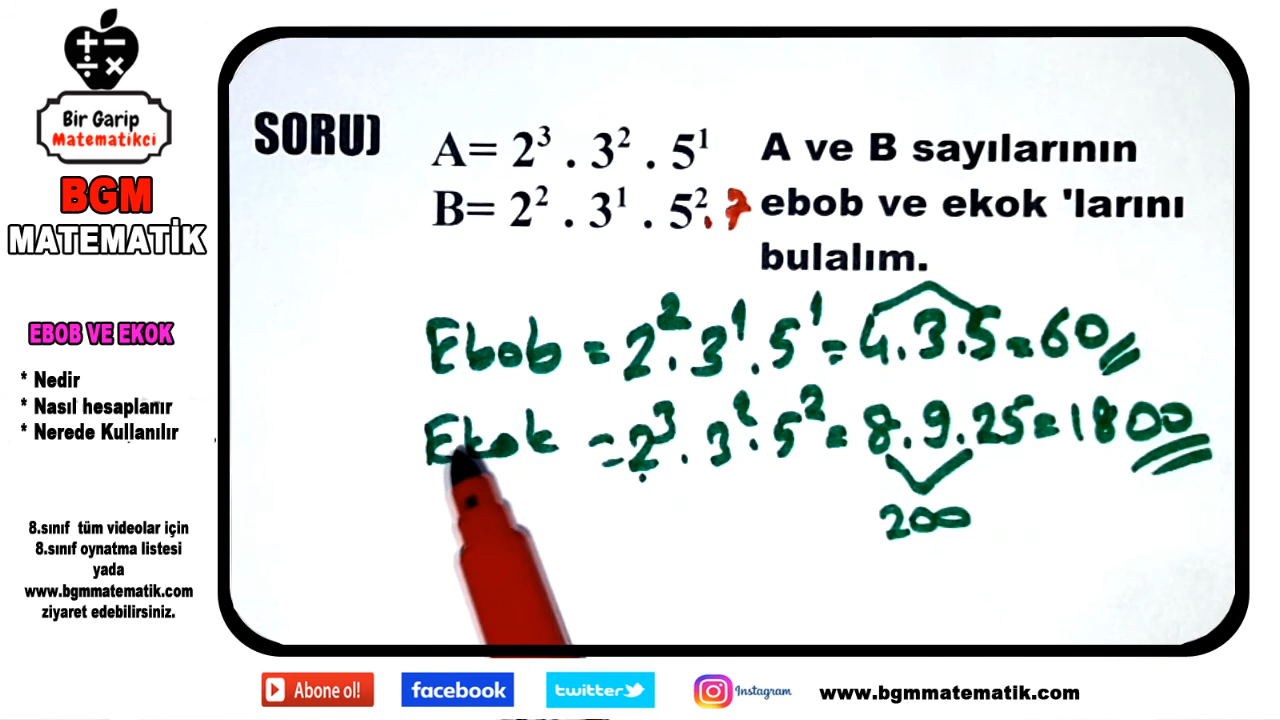 Bir Garip
Matematikci
BGM
MATEMATİK
EBOB VE EKOK
* Nedir
* Nasıl hesaplanır
* Nerede Kullanılır
8.sınıf tüm videolar için
8.sınıf oynatma listesi
yada
www.bgmmatematik.com
ziyaret edebilirsiniz.
SORU)
A= 2³ . 3² . 5¹
B= 2² . 3¹ . 5² . 7
A ve B sayılarının
ebob ve ekok 'larını
bulalım.
Ebob = 2² . 3¹ . 5¹ = 4.3.5 = 60
Ekok = 2³ . 3² . 5² = 8.9.25 = 1800
200
Abone ol!
facebook
twitter
Instagram
www.bgmmatematik.com